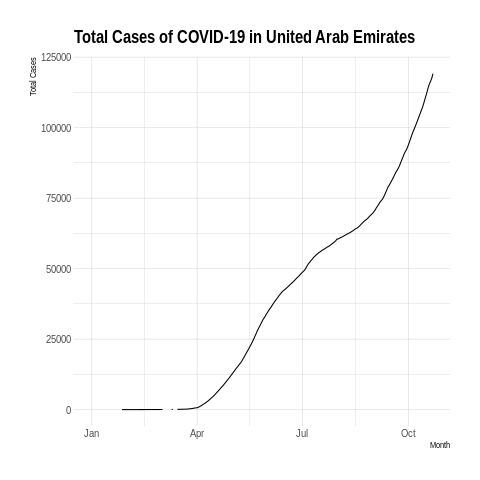 Total Cases of COVID-19 in United Arab Emirates
Total Cases
125000
100000
75000
50000
25000
0
Jan Apr Jul Oct
Month